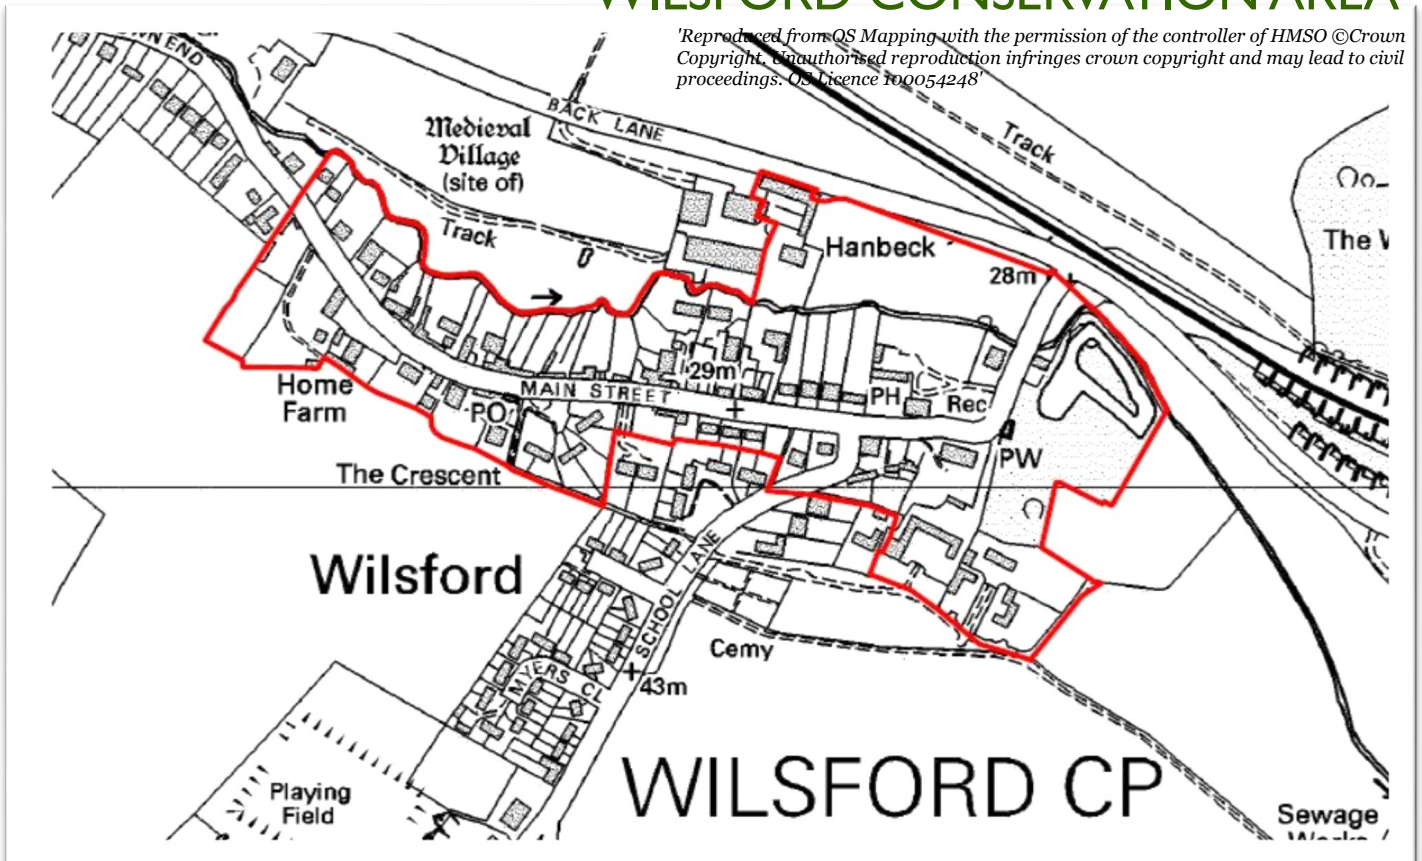 WILSFORD CONSERVATION AREA
'Reproduced from OS Mapping with the permission of the controller of HMSO ©Crown
Copyright. Unauthorised reproduction infringes crown copyright and may lead to civil
proceedings. OS Licence 100054248'
WN END
BACK LANE
Track
Medieval
Village
(site of)
The W
Track
Hanbeck
28m
29m
MAIN STREET
Home
Farm
PO
PH
Rec
PW
The Crescent
Wilsford
SCHOOL LANE
Cemy
MYERS CL
43m
WILSFORD CP
Playing
Field
Sewage
Works